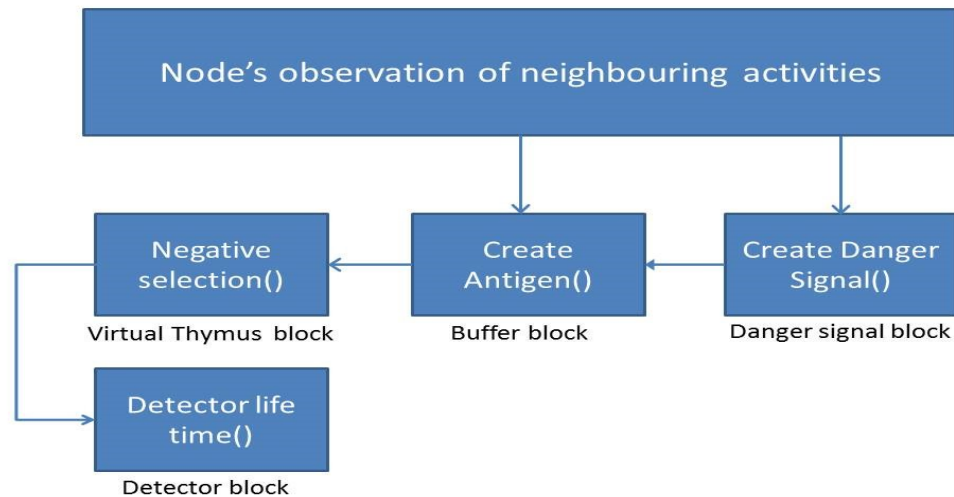 Node's observation of neighbouring activities
Negative
selection()
Create
Antigen()
Create Danger
Signal()
Virtual Thymus block
Buffer block
Danger signal block
Detector life
time()
Detector block